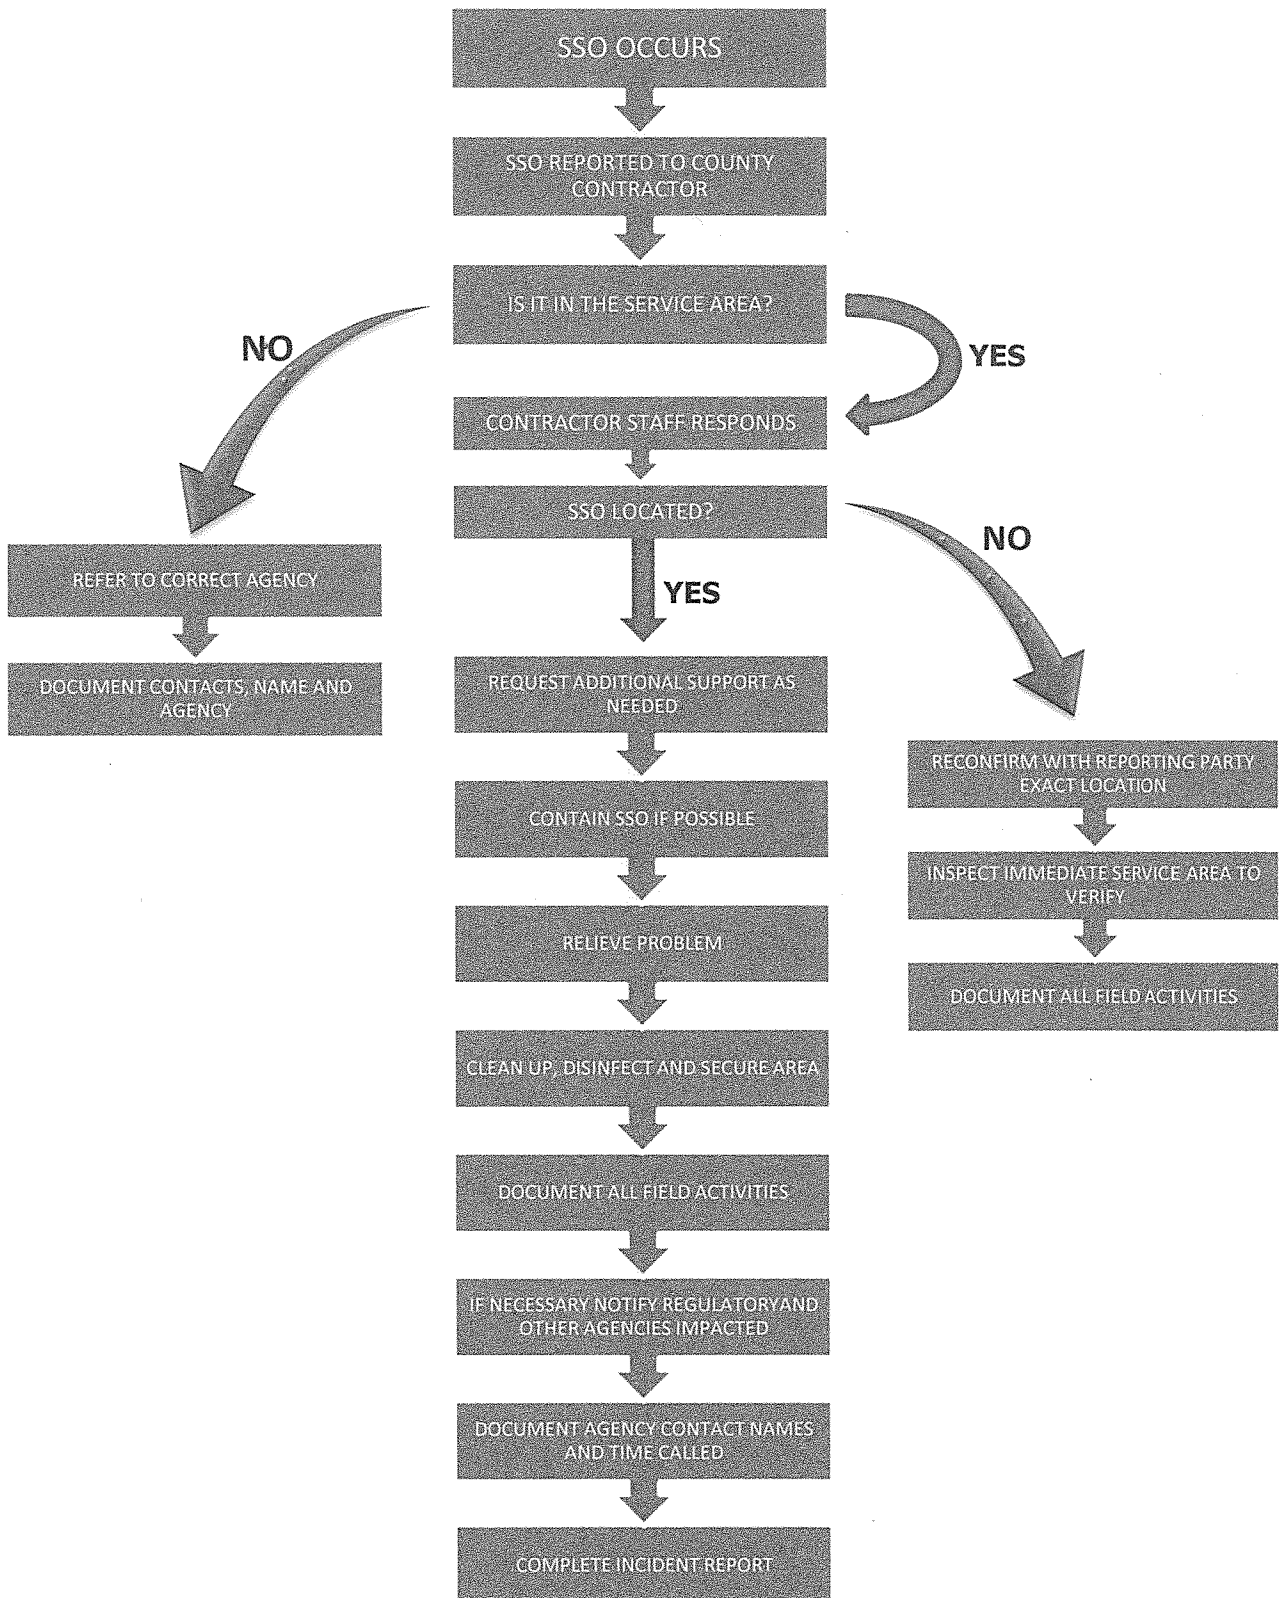 SSO OCCURS
SSO REPORTED TO COUNTY
CONTRACTOR
IS IT IN THE SERVICE AREA?
NO
YES
CONTRACTOR STAFF RESPONDS
SSO LOCATED?
NO
YES
REFER TO CORRECT AGENCY
DOCUMENT CONTACTS, NAME AND
AGENCY
REQUEST ADDITIONAL SUPPORT AS
NEEDED
CONTAIN SSO IF POSSIBLE
RELIEVE PROBLEM
CLEAN UP, DISINFECT AND SECURE AREA
DOCUMENT ALL FIELD ACTIVITIES
IF NECESSARY NOTIFY REGULATORYAND
OTHER AGENCIES IMPACTED
DOCUMENT AGENCY CONTACT NAMES
AND TIME CALLED
COMPLETE INCIDENT REPORT
RECONFIRM WITH REPORTING PARTY
EXACT LOCATION
INSPECT IMMEDIATE SERVICE AREA TO
VERIFY
DOCUMENT ALL FIELD ACTIVITIES